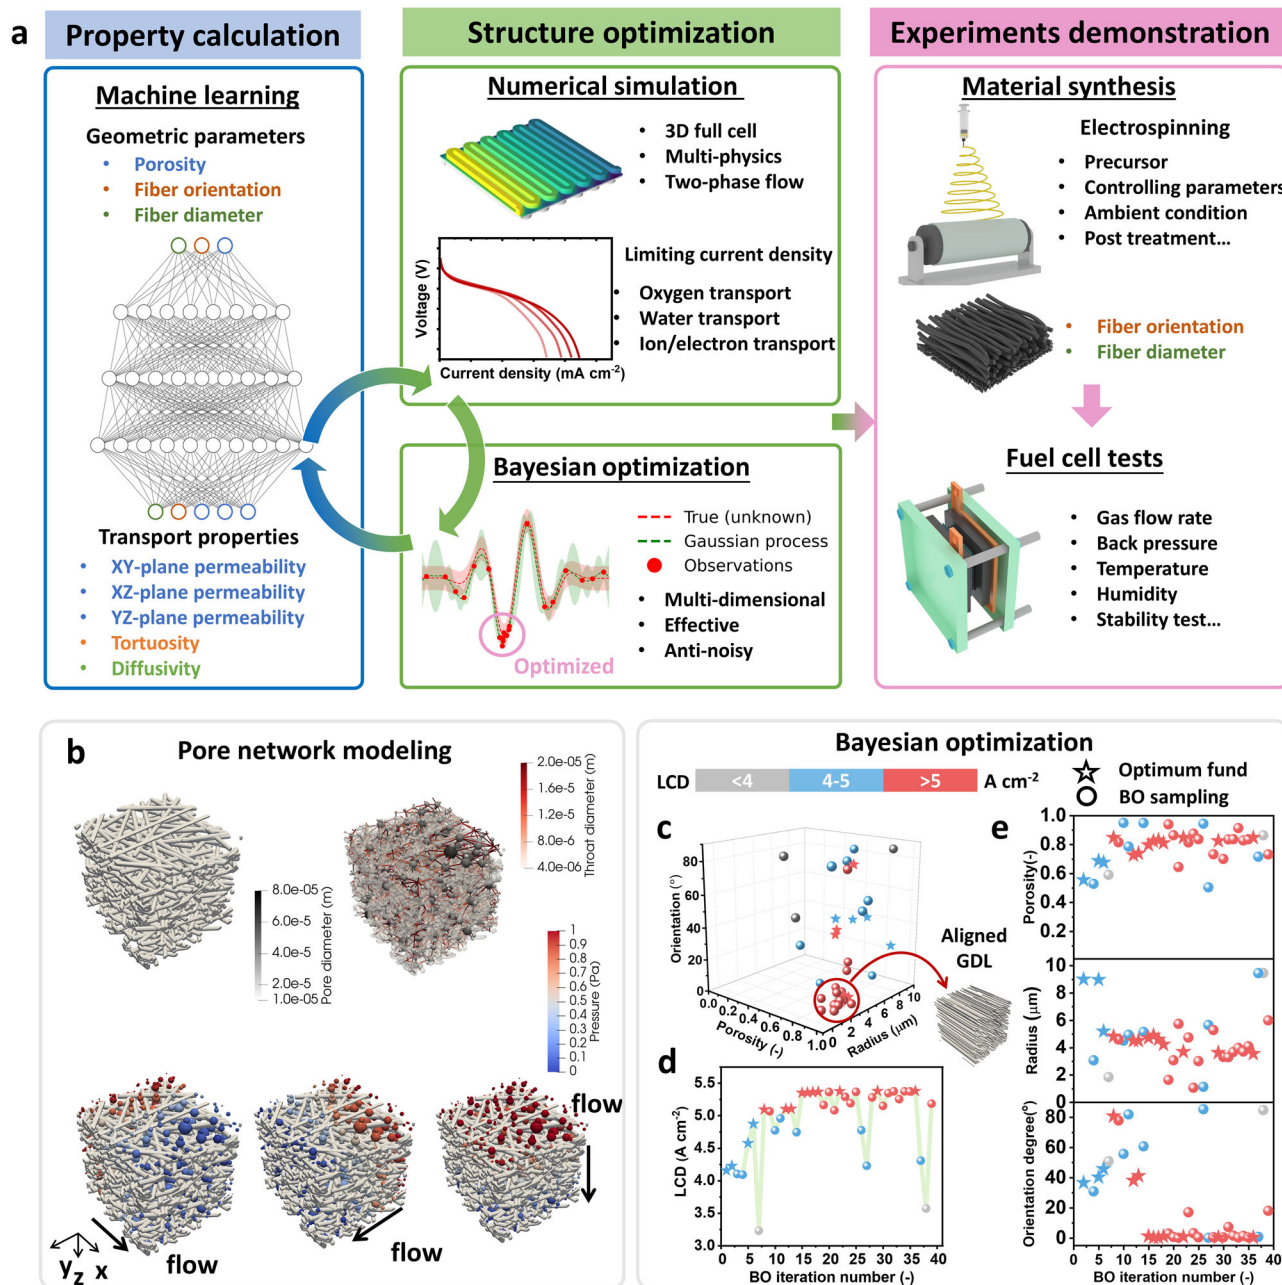 a
Property calculation
Structure optimization
Experiments demonstration
Machine learning
Geometric parameters
• Porosity
• Fiber orientation
• Fiber diameter
Transport properties
• XY-plane permeability
• XZ-plane permeability
• YZ-plane permeability
• Tortuosity
• Diffusivity
Numerical simulation
• 3D full cell
• Multi-physics
• Two-phase flow
Voltage (V)
Current density (mA cm⁻²)
Limiting current density
• Oxygen transport
• Water transport
• Ion/electron transport
Bayesian optimization
True (unknown)
Gaussian process
Observations
• Multi-dimensional
• Effective
• Anti-noisy
Optimized
Material synthesis
Electrospinning
• Precursor
• Controlling parameters
• Ambient condition
• Post treatment...
• Fiber orientation
• Fiber diameter
Fuel cell tests
• Gas flow rate
• Back pressure
• Temperature
• Humidity
• Stability test...
b
Pore network modeling
2.0e-05
1.6e-5
1.2e-5
8.0e-6
4.0e-06
Throat diameter (m)
8.0e-05
6.0e-5
4.0e-5
2.0e-5
1.0e-05
Pore diameter (m)
1
0.9
0.8
0.7
0.6
0.5
0.4
0.3
0.2
0.1
0
Pressure (Pa)
flow
flow
flow
y
z
x
Bayesian optimization
LCD
<4
4-5
>5
A cm⁻²
Optimum fund
BO sampling
c
80
60
40
20
0
Orientation (°)
0.0
0.2
0.4
0.6
0.8
1.0
Porosity (-)
0
2
4
6
8
10
Radius (μm)
Aligned
GDL
d
5.5
5.0
4.5
4.0
3.5
3.0
LCD (A cm⁻²)
0 5 10 15 20 25 30 35 40
BO iteration number (-)
e
1.0
0.8
0.6
0.4
0.2
Porosity(-)
10
8
6
4
2
0
Radius (μm)
80
60
40
20
0
Orientation degree(°)
0 5 10 15 20 25 30 35 40
BO iteration number (-)